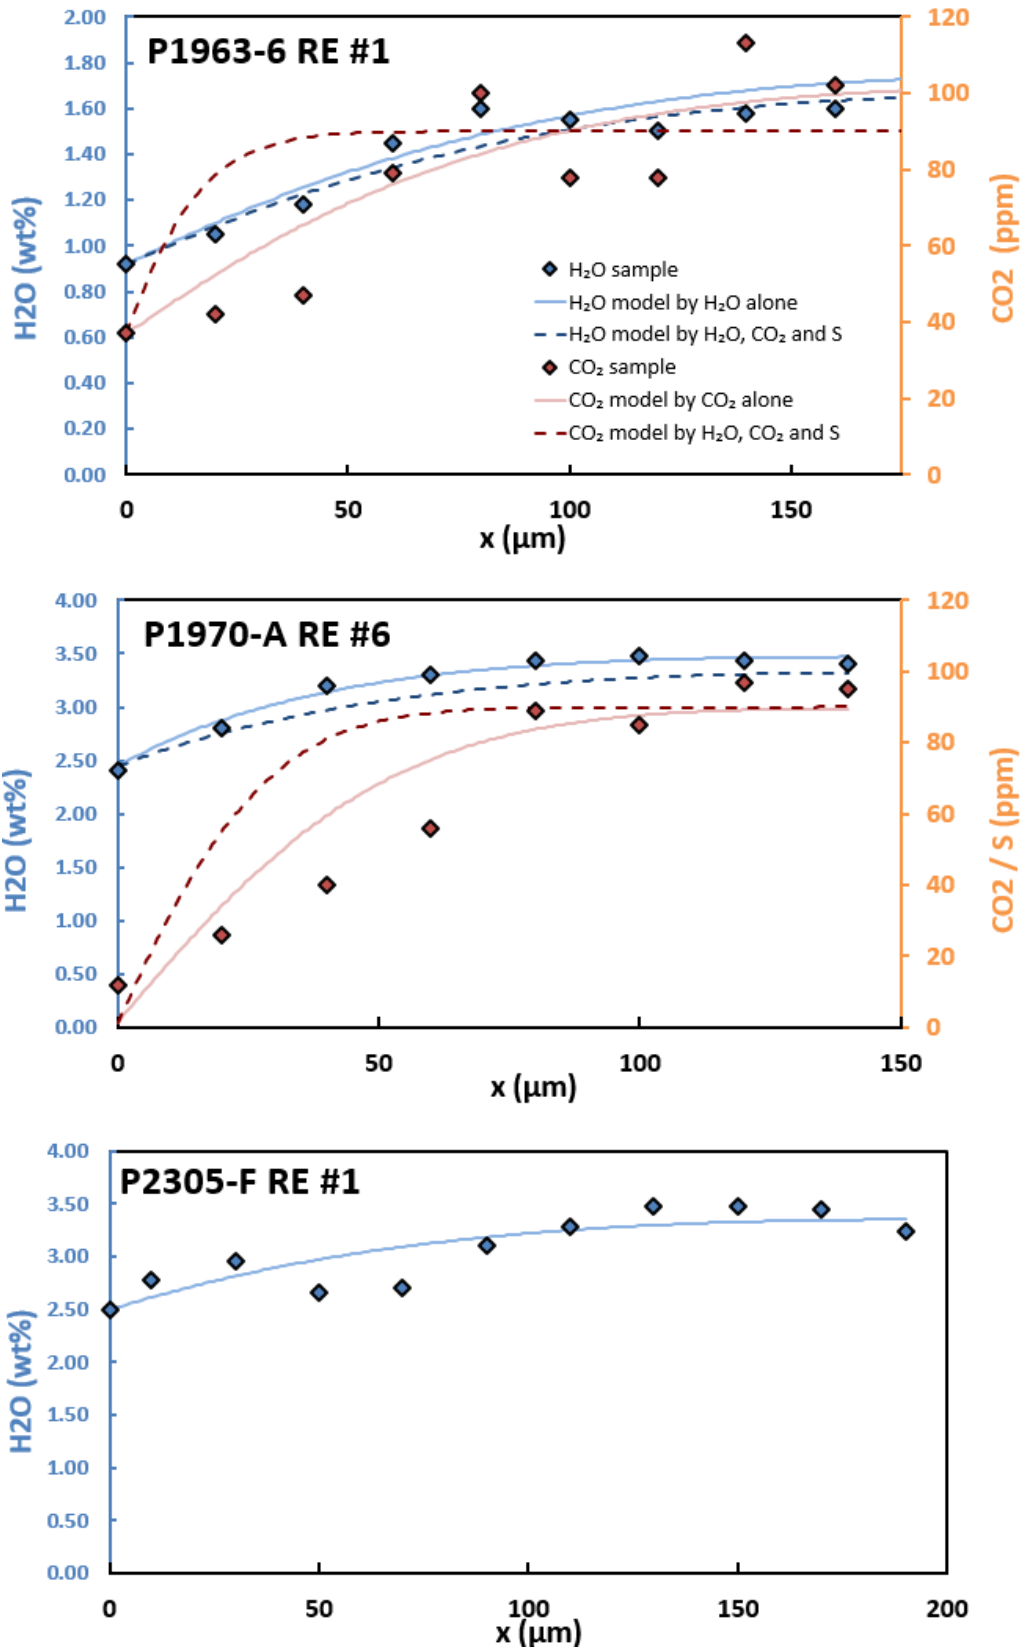 P1963-6 RE #1
2.00
1.80
1.60
1.40
1.20
1.00
0.80
0.60
0.40
0.20
0.00
H2O (wt%)
120
100
80
60
40
20
0
CO2 (ppm)
H₂O sample
H₂O model by H₂O alone
H₂O model by H₂O, CO₂ and S
CO₂ sample
CO₂ model by CO₂ alone
CO₂ model by H₂O, CO₂ and S
0 50 100 150
x (µm)
P1970-A RE #6
4.00
3.50
3.00
2.50
2.00
1.50
1.00
0.50
0.00
H2O (wt%)
120
100
80
60
40
20
0
CO2 / S (ppm)
0 50 100 150
x (µm)
P2305-F RE #1
4.00
3.50
3.00
2.50
2.00
1.50
1.00
0.50
0.00
H2O (wt%)
0 50 100 150 200
x (µm)